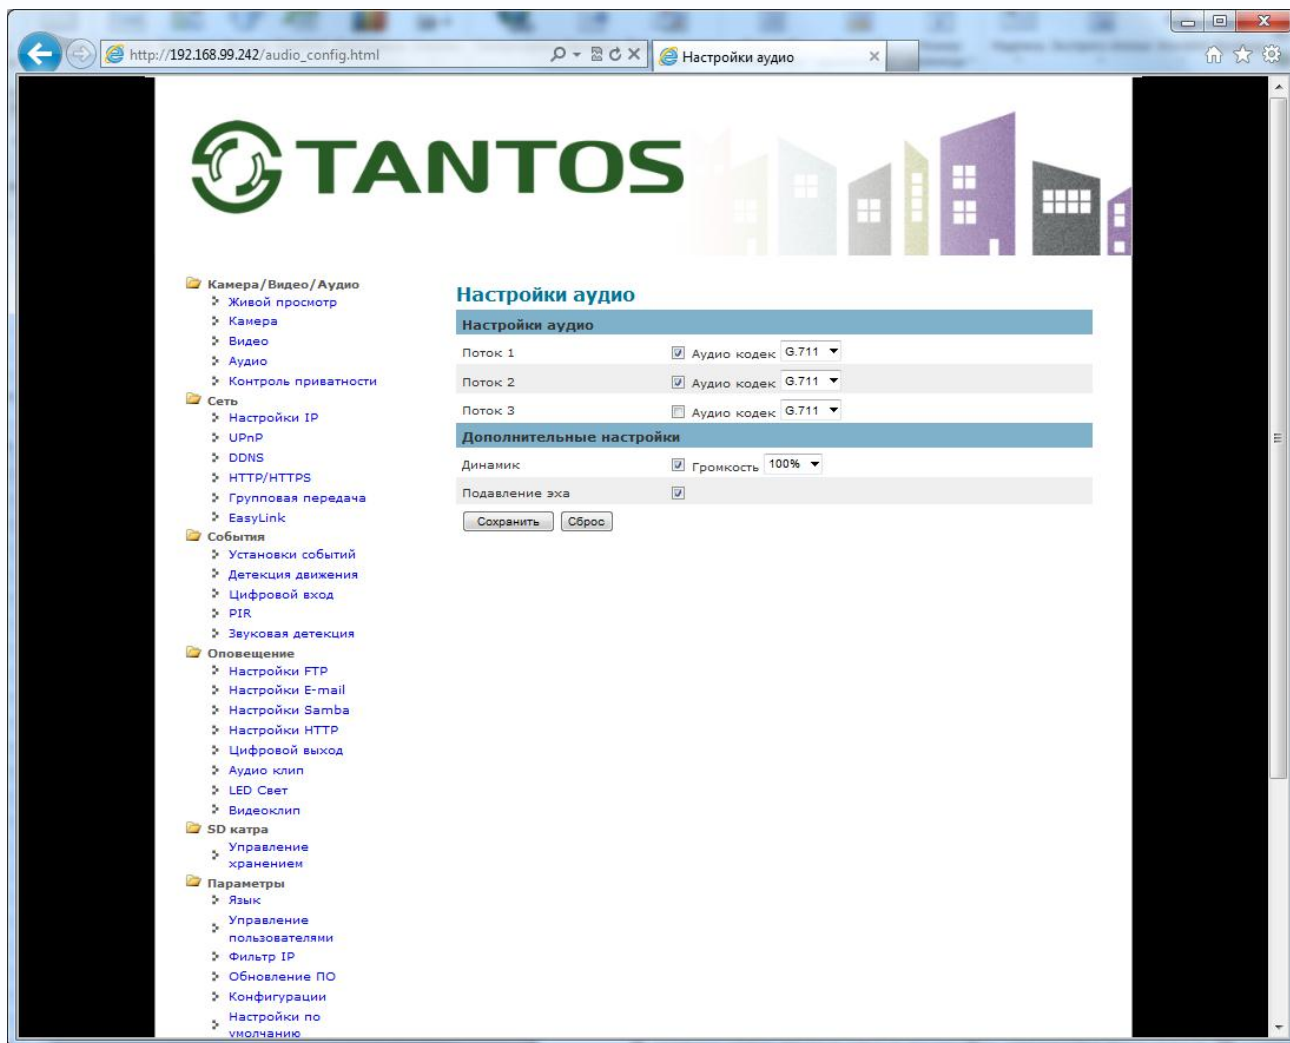 http://192.168.99.242/audio_config.html
Настройки аудио
TANTOS
Камера/Видео/Аудио
Живой просмотр
Камера
Видео
Аудио
Контроль приватности
Сеть
Настройки IP
UPnP
DDNS
HTTP/HTTPS
Групповая передача
EasyLink
События
Установки событий
Детекция движения
Цифровой вход
PIR
Звуковая детекция
Оповещение
Настройки FTP
Настройки E-mail
Настройки Samba
Настройки HTTP
Цифровой выход
Аудио клип
LED Свет
Видеоклип
SD катра
Управление
хранением
Параметры
Язык
Управление
пользователями
Фильтр IP
Обновление ПО
Конфигурации
Настройки по
умолчанию
Настройки аудио
Настройки аудио
Поток 1 Аудио кодек G.711
Поток 2 Аудио кодек G.711
Поток 3 Аудио кодек G.711
Дополнительные настройки
Динамик Громкость 100%
Подавление эха
Сохранить Сброс